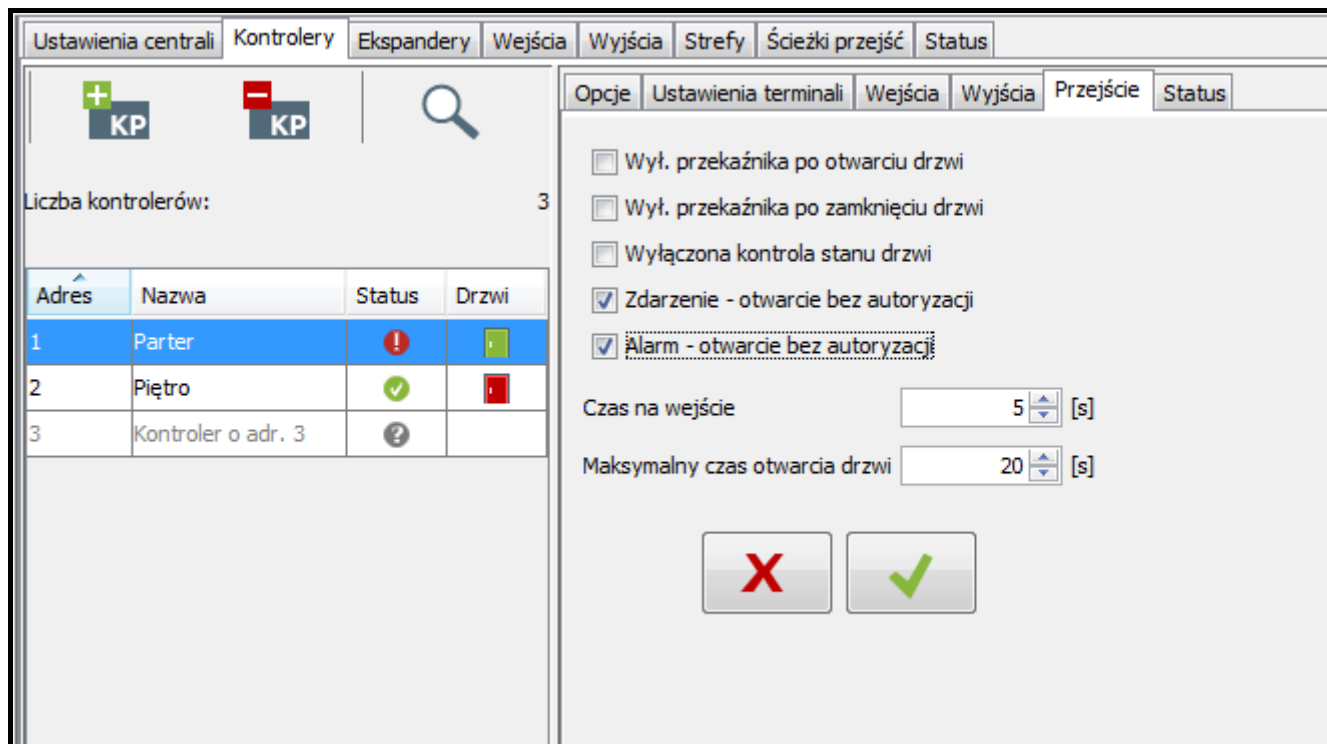 Ustawienia centrali Kontrolery Ekspandery Wejścia Wyjścia Strefy Ścieżki przejść Status
KP KP
Liczba kontrolerów: 3
Adres Nazwa Status Drzwi
1 Parter
2 Piętro
3 Kontroler o adr. 3
Opcje Ustawienia terminali Wejścia Wyjścia Przejście Status
Wył. przekaźnika po otwarciu drzwi
Wył. przekaźnika po zamknięciu drzwi
Wyłączona kontrola stanu drzwi
Zdarzenie - otwarcie bez autoryzacji
Alarm - otwarcie bez autoryzacji
Czas na wejście 5 [s]
Maksymalny czas otwarcia drzwi 20 [s]